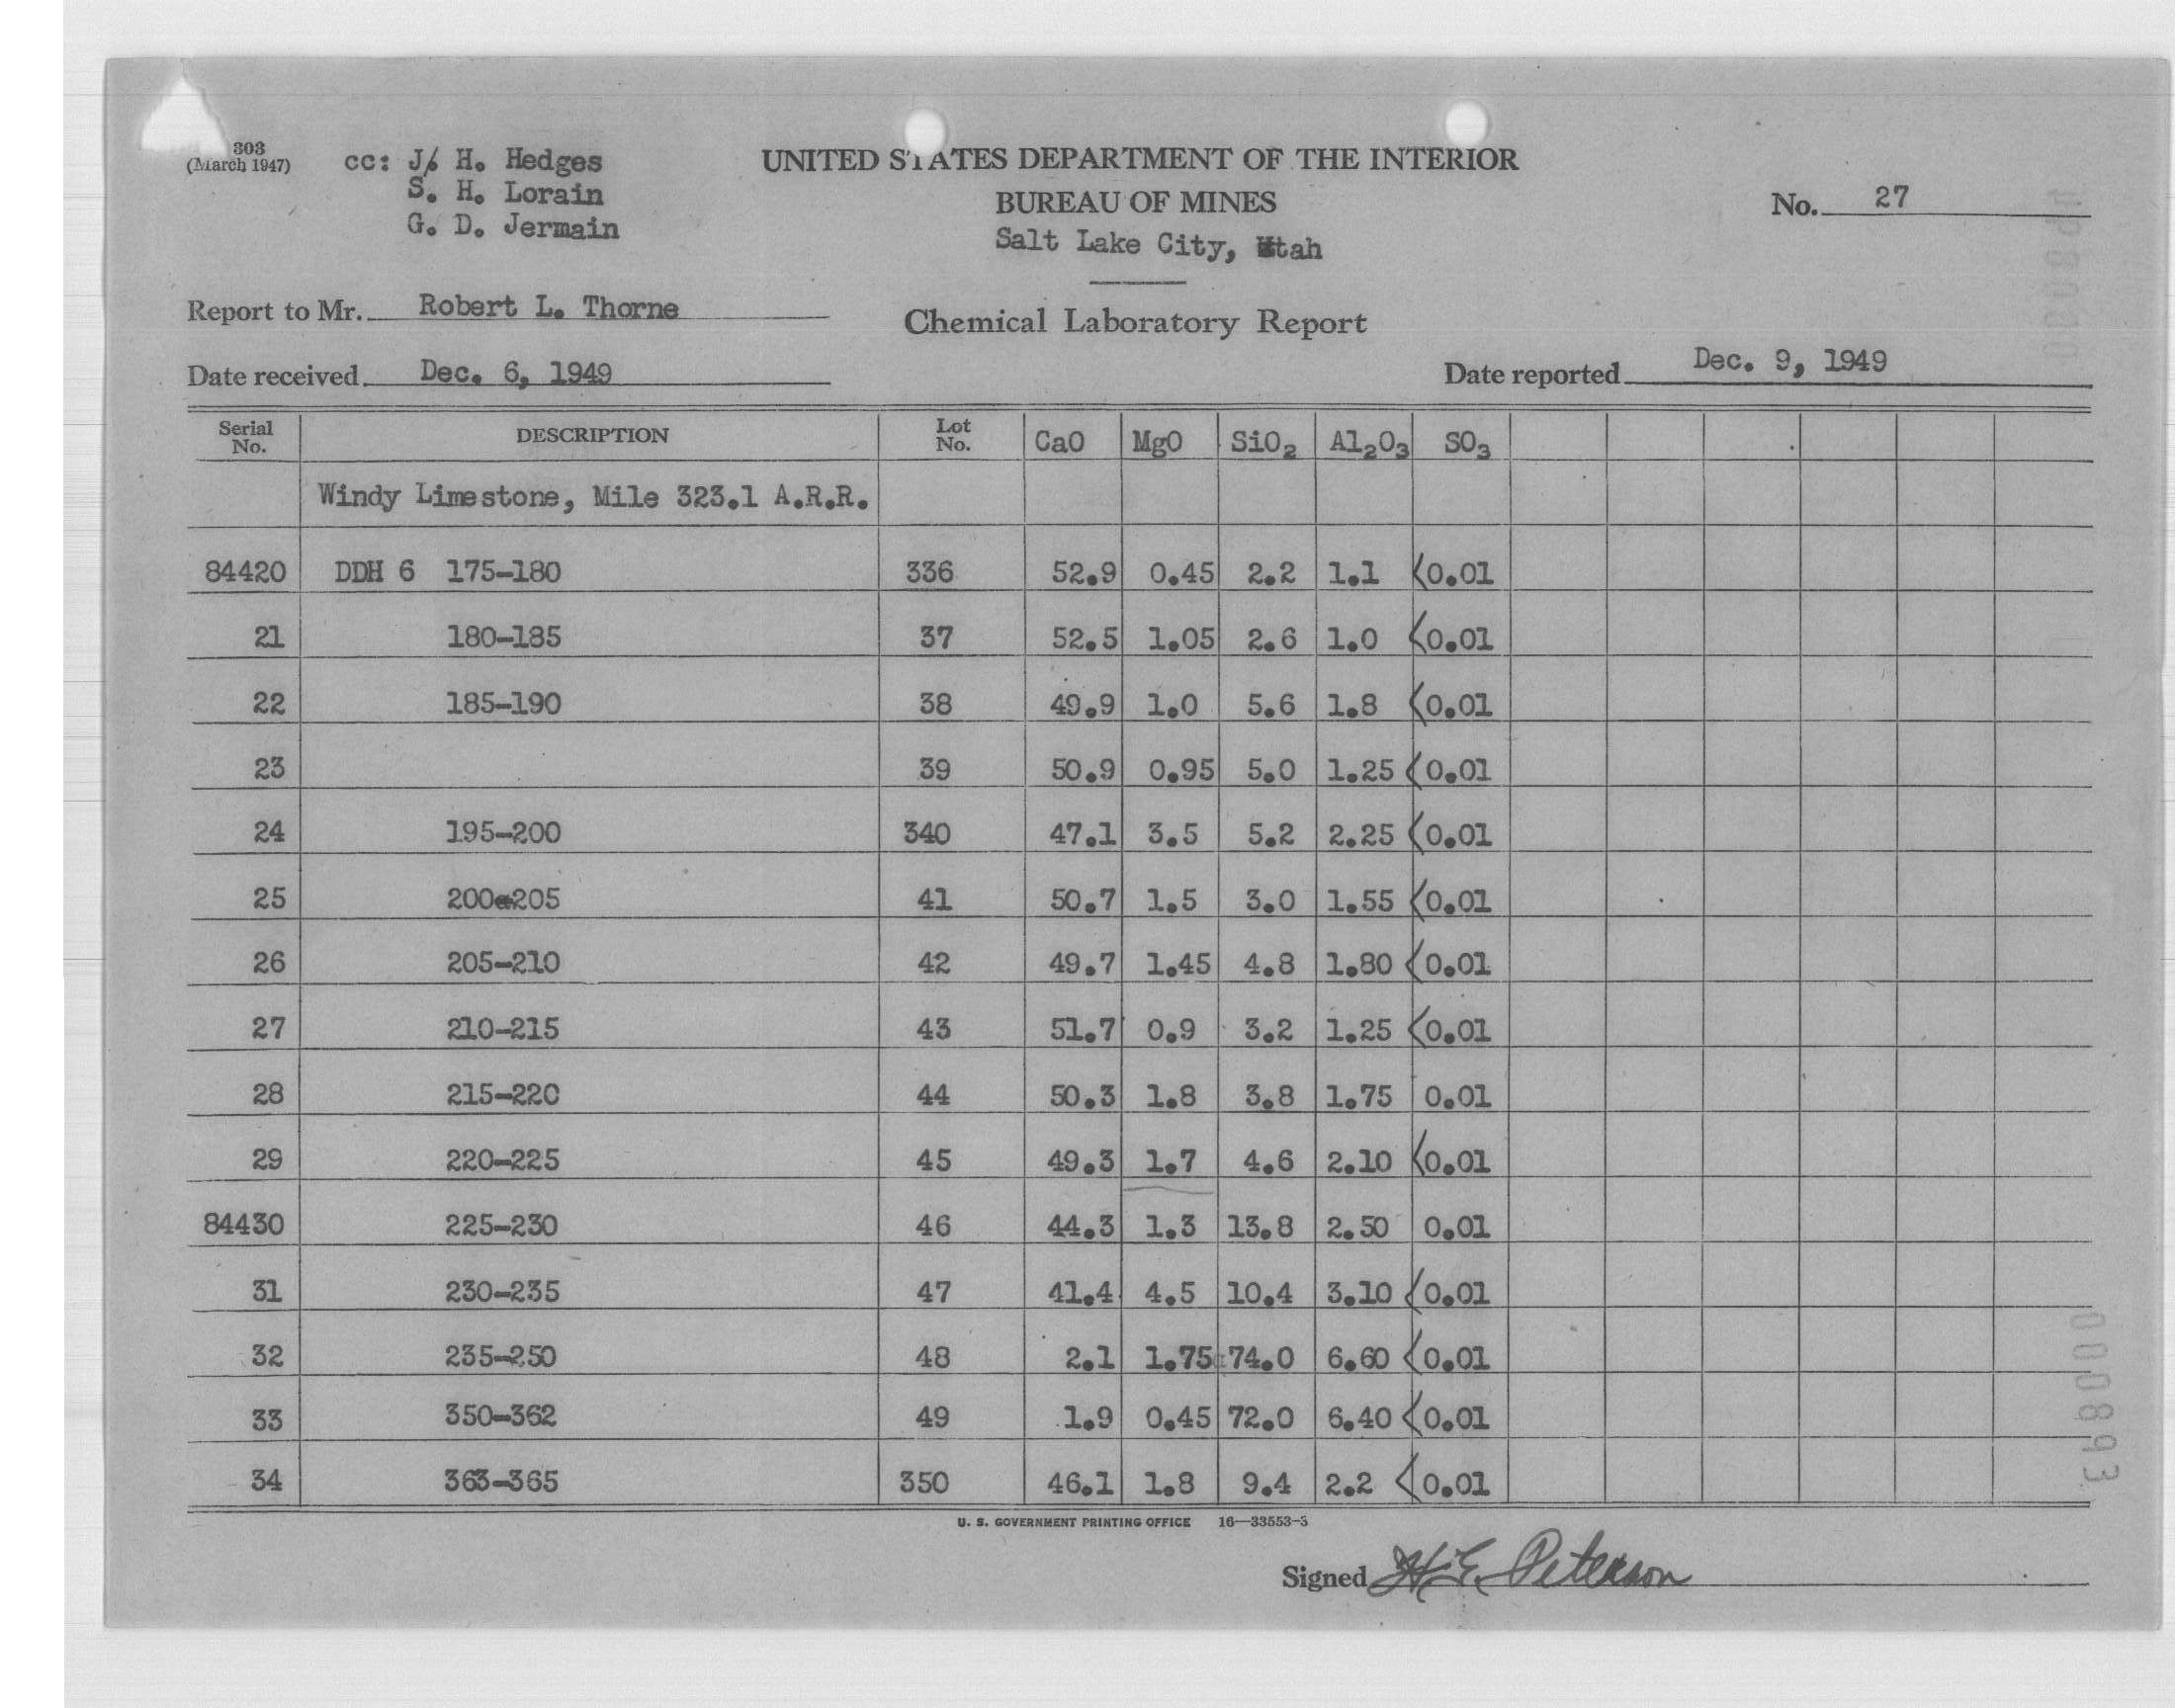 303
(March 1947)
cc: J. H. Hedges
S. H. Lorain
G. D. Jermain
UNITED STATES DEPARTMENT OF THE INTERIOR
BUREAU OF MINES
Salt Lake City, Utah
No. 27
Report to Mr. Robert L. Thorne
Chemical Laboratory Report
Date received Dec. 6, 1949
Date reported Dec. 9, 1949
Serial No. DESCRIPTION Lot No. CaO MgO SiO2 Al2O3 SO3
Windy Limestone, Mile 323.1 A.R.R.
84420 DDH 6 175-180 336 52.9 0.45 2.2 1.1 <0.01
21 180-185 37 52.5 1.05 2.6 1.0 <0.01
22 185-190 38 49.9 1.0 5.6 1.8 <0.01
23 39 50.9 0.95 5.0 1.25 <0.01
24 195-200 340 47.1 3.5 5.2 2.25 <0.01
25 200-205 41 50.7 1.5 3.0 1.55 <0.01
26 205-210 42 49.7 1.45 4.8 1.80 <0.01
27 210-215 43 51.7 0.9 3.2 1.25 <0.01
28 215-220 44 50.3 1.8 3.8 1.75 0.01
29 220-225 45 49.3 1.7 4.6 2.10 <0.01
84430 225-230 46 44.3 1.3 13.8 2.50 0.01
31 230-235 47 41.4 4.5 10.4 3.10 <0.01
32 235-250 48 2.1 1.75 74.0 6.60 <0.01
33 350-362 49 1.9 0.45 72.0 6.40 <0.01
34 363-365 350 46.1 1.8 9.4 2.2 <0.01
U. S. GOVERNMENT PRINTING OFFICE 16—33553-3
Signed H. E. Peterson
000893